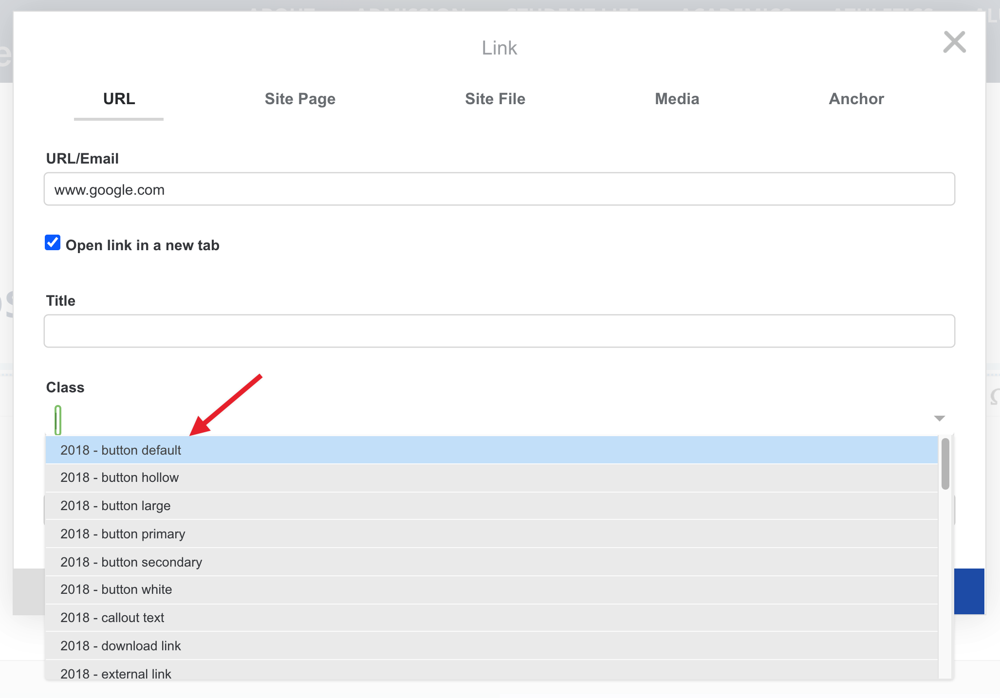 Link
URL
Site Page
Site File
Media
Anchor
URL/Email
www.google.com
Open link in a new tab
Title
Class
2018 - button default
2018 - button hollow
2018 - button large
2018 - button primary
2018 - button secondary
2018 - button white
2018 - callout text
2018 - download link
2018 - external link